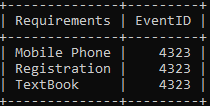 +--------------+---------+
| Requirements | EventID |
+--------------+---------+
| Mobile Phone |    4323 |
| Registration |    4323 |
| TextBook     |    4323 |
+--------------+---------+